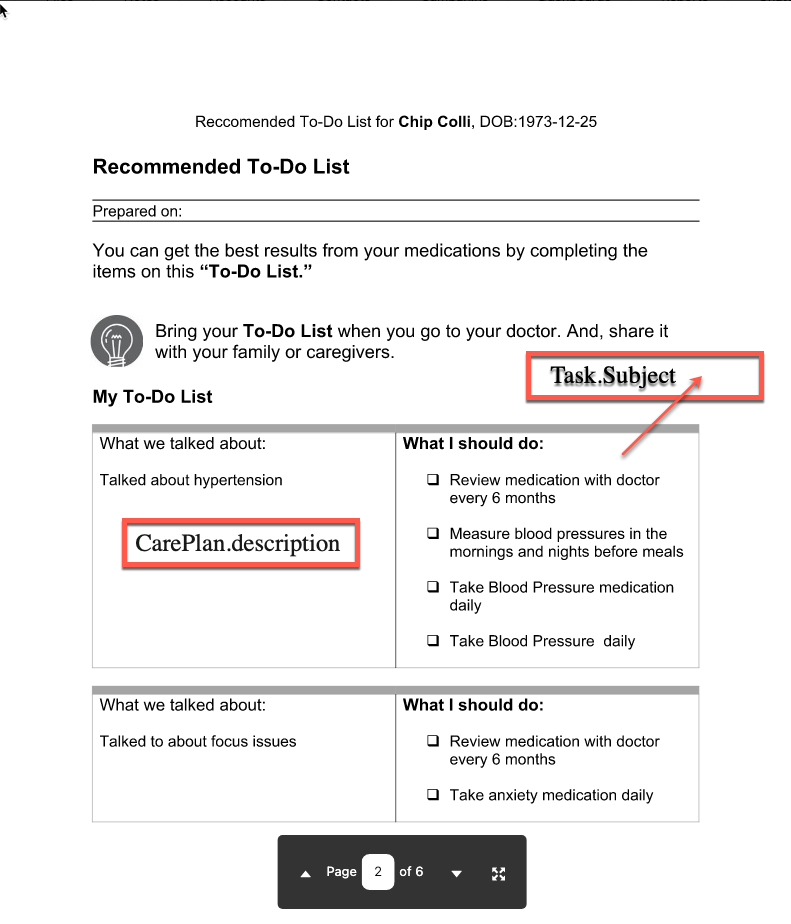 Reccomended To-Do List for Chip Colli, DOB:1973-12-25
Recommended To-Do List
Prepared on:
You can get the best results from your medications by completing the
items on this “To-Do List.”
Bring your To-Do List when you go to your doctor. And, share it
with your family or caregivers.
Task.Subject
My To-Do List
What we talked about:
Talked about hypertension
CarePlan.description
What I should do:
Review medication with doctor
every 6 months
Measure blood pressures in the
mornings and nights before meals
Take Blood Pressure medication
daily
Take Blood Pressure  daily
What we talked about:
Talked to about focus issues
What I should do:
Review medication with doctor
every 6 months
Take anxiety medication daily
Page 2 of 6